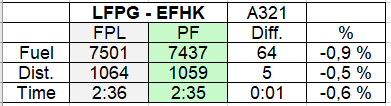 LFPG - EFHK A321
FPL PF Diff. %
Fuel 7501 7437 64 -0,9 %
Dist. 1064 1059 5 -0,5 %
Time 2:36 2:35 0:01 -0,6 %